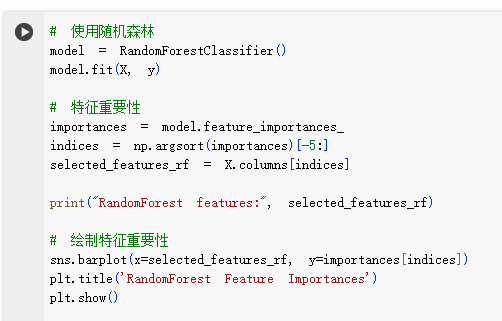 # 使用随机森林
model = RandomForestClassifier()
model.fit(X, y)
# 特征重要性
importances = model.feature_importances_
indices = np.argsort(importances)[-5:]
selected_features_rf = X.columns[indices]
print("RandomForest features:", selected_features_rf)
# 绘制特征重要性
sns.barplot(x=selected_features_rf, y=importances[indices])
plt.title('RandomForest Feature Importances')
plt.show()